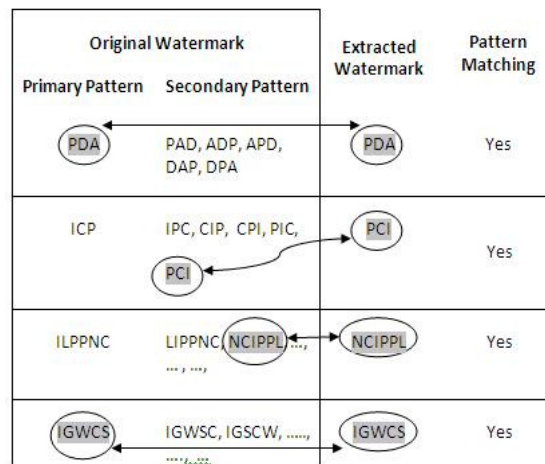 Original Watermark
Extracted Watermark
Pattern Matching
Primary Pattern
Secondary Pattern
PDA
PAD, ADP, APD,
DAP, DPA
PDA
Yes
ICP
IPC, CIP, CPI, PIC,
PCI
PCI
Yes
ILPPNC
LIPPNC, NCIPPL, ...,
... , ...,
NCIPPL
Yes
IGWCS
IGWSC, IGSCW, .....,
....., ....
IGWCS
Yes